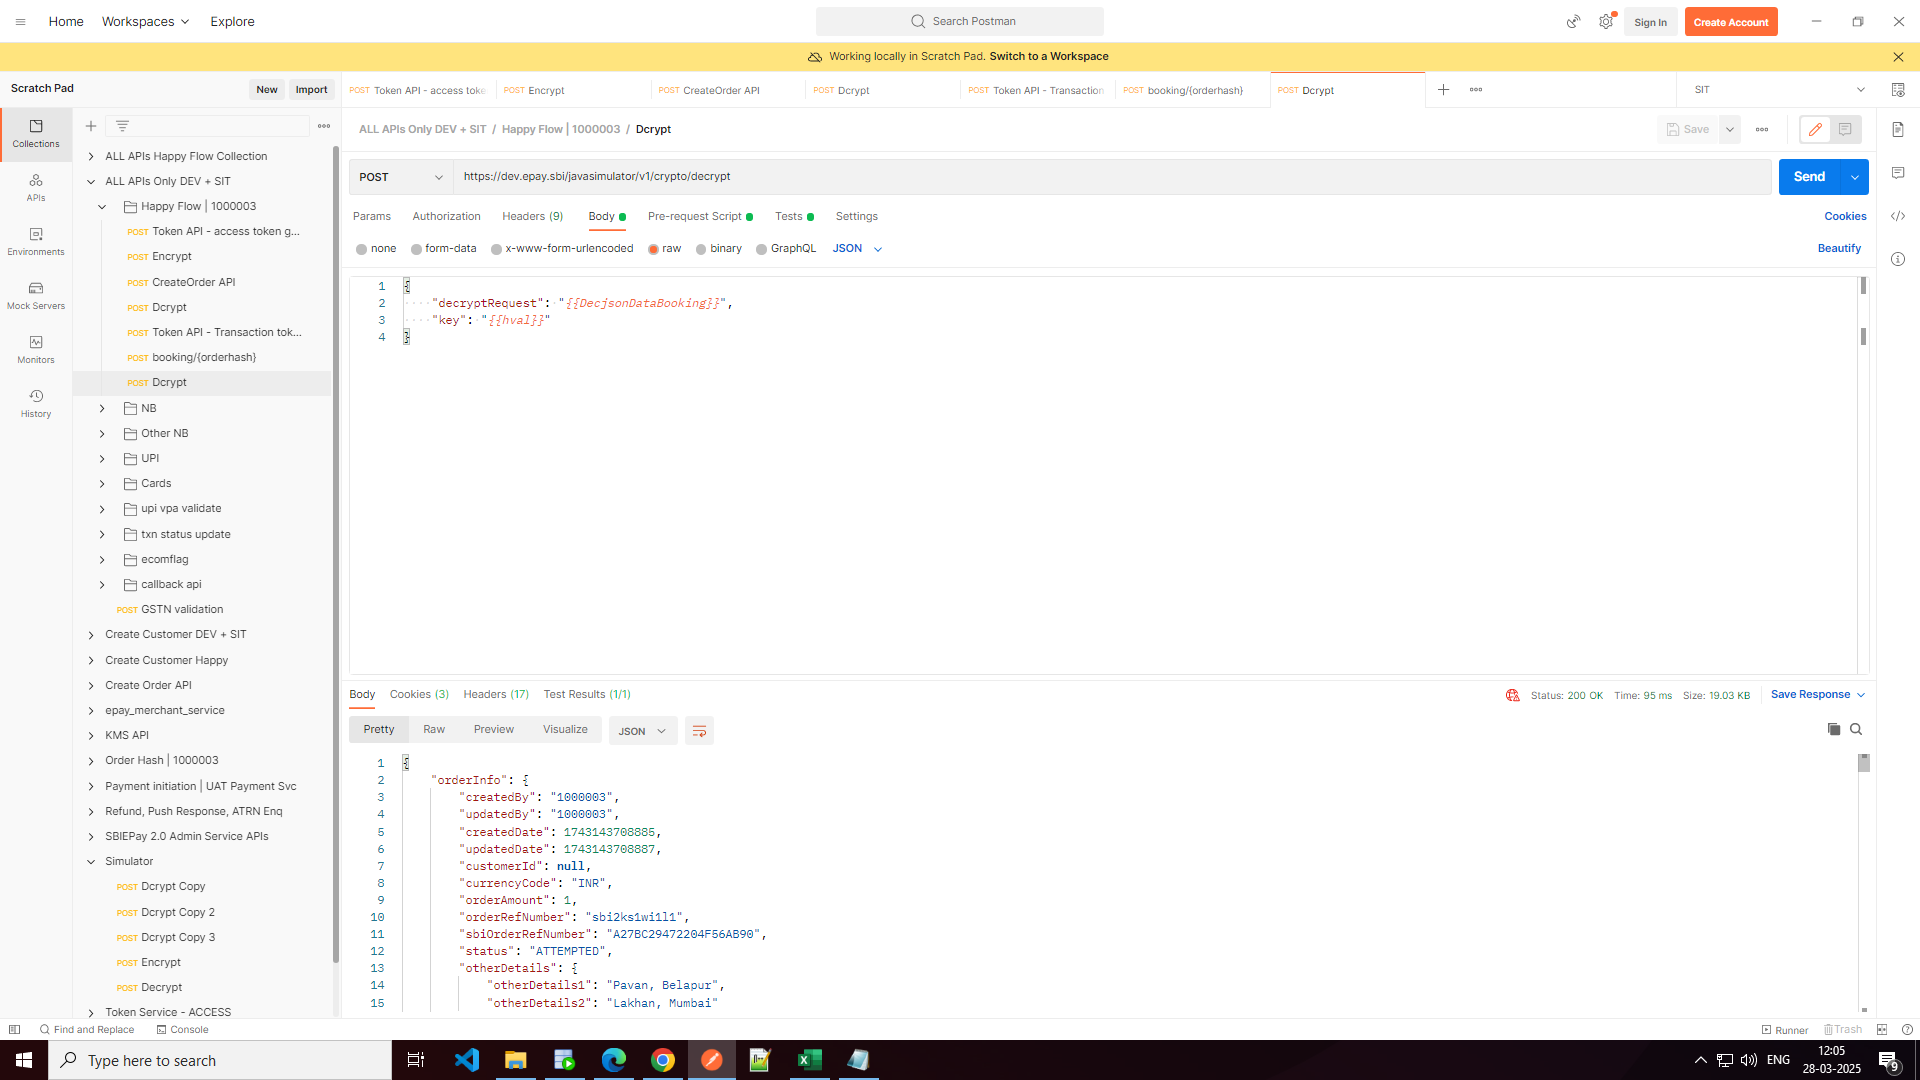 Home Workspaces Explore Search Postman Sign In Create Account
Working locally in Scratch Pad. Switch to a Workspace
Scratch Pad New Import
POST Token API - access toke POST Encrypt POST CreateOrder API POST Dcrypt POST Token API - Transaction POST booking/{orderhash} POST Dcrypt SIT
Collections
APIs
Environments
Mock Servers
Monitors
History
ALL APIs Happy Flow Collection
ALL APIs Only DEV + SIT
Happy Flow | 1000003
POST Token API - access token g...
POST Encrypt
POST CreateOrder API
POST Dcrypt
POST Token API - Transaction tok...
POST booking/{orderhash}
POST Dcrypt
NB
Other NB
UPI
Cards
upi vpa validate
txn status update
ecomflag
callback api
POST GSTN validation
Create Customer DEV + SIT
Create Customer Happy
Create Order API
epay_merchant_service
KMS API
Order Hash | 1000003
Payment initiation | UAT Payment Svc
Refund, Push Response, ATRN Enq
SBIEPay 2.0 Admin Service APIs
Simulator
POST Dcrypt Copy
POST Dcrypt Copy 2
POST Dcrypt Copy 3
POST Encrypt
POST Decrypt
Token Service - ACCESS
ALL APIs Only DEV + SIT / Happy Flow | 1000003 / Dcrypt Save
POST https://dev.epay.sbi/javasimulator/v1/crypto/decrypt Send
Params Authorization Headers (9) Body Pre-request Script Tests Settings Cookies
none form-data x-www-form-urlencoded raw binary GraphQL JSON Beautify
1 {
2 "decryptRequest": "{{DecjsonDataBooking}}",
3 "key": "{{hval}}"
4 }
Body Cookies (3) Headers (17) Test Results (1/1) Status: 200 OK Time: 95 ms Size: 19.03 KB Save Response
Pretty Raw Preview Visualize JSON
1 {
2 "orderInfo": {
3 "createdBy": "1000003",
4 "updatedBy": "1000003",
5 "createdDate": 1743143708885,
6 "updatedDate": 1743143708887,
7 "customerId": null,
8 "currencyCode": "INR",
9 "orderAmount": 1,
10 "orderRefNumber": "sbi2ks1wi1l1",
11 "sbiOrderRefNumber": "A27BC29472204F56AB90",
12 "status": "ATTEMPTED",
13 "otherDetails": {
14 "otherDetails1": "Pavan, Belapur",
15 "otherDetails2": "Lakhan, Mumbai"
Find and Replace Console Runner Trash
Type here to search ENG 12:05
28-03-2025 9